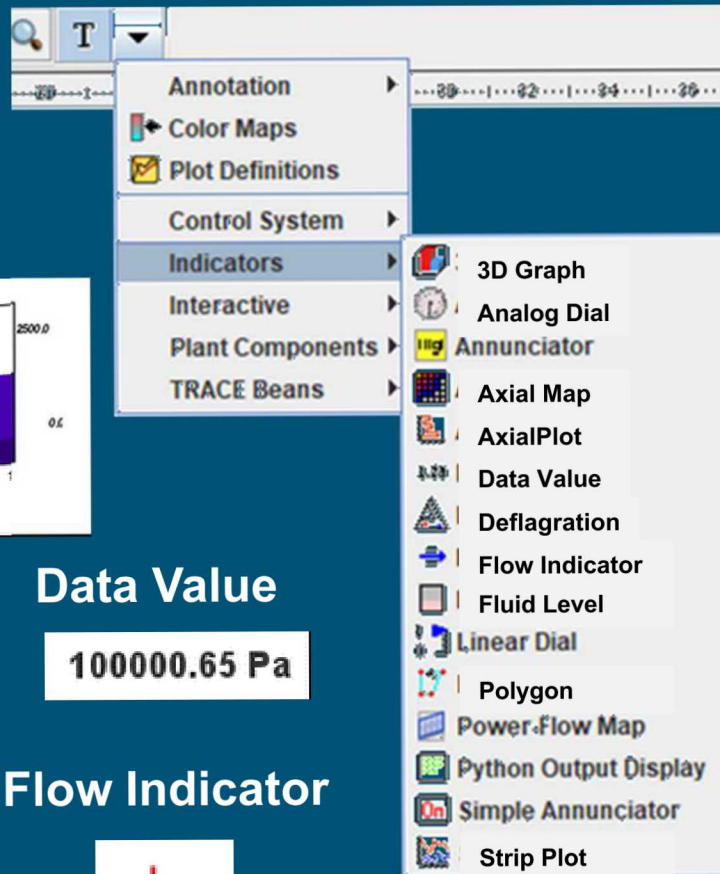 T
Annotation
Color Maps
Plot Definitions
Control System
Indicators
Interactive
Plant Components
TRACE Beans
3D Graph
Analog Dial
Annunciator
Axial Map
AxialPlot
Data Value
Deflagration
Flow Indicator
Fluid Level
Linear Dial
Polygon
Power-Flow Map
Python Output Display
Simple Annunciator
Strip Plot
2500.0
1
Data Value
100000.65 Pa
Flow Indicator